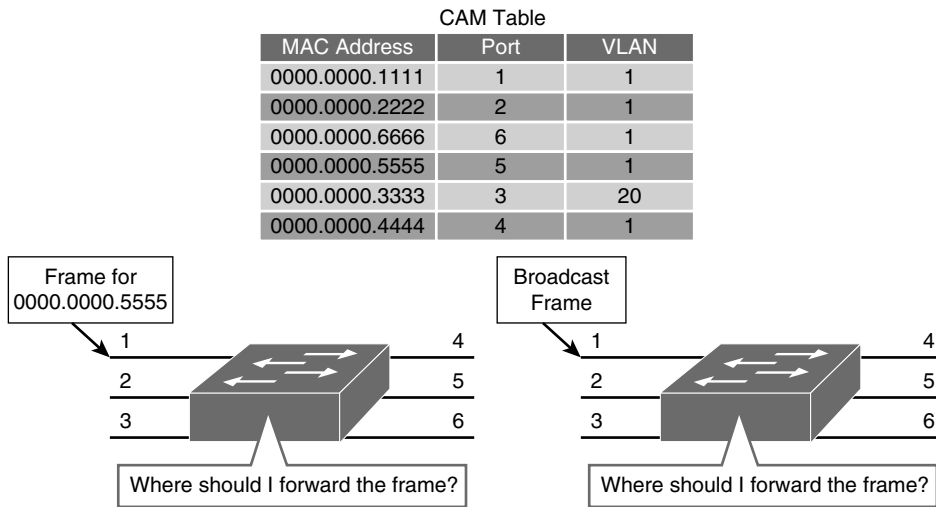 CAM Table
MAC Address Port VLAN
0000.0000.1111 1 1
0000.0000.2222 2 1
0000.0000.6666 6 1
0000.0000.5555 5 1
0000.0000.3333 3 20
0000.0000.4444 4 1
Frame for
0000.0000.5555
1 4
2 5
3 6
Where should I forward the frame?
Broadcast
Frame
1 4
2 5
3 6
Where should I forward the frame?